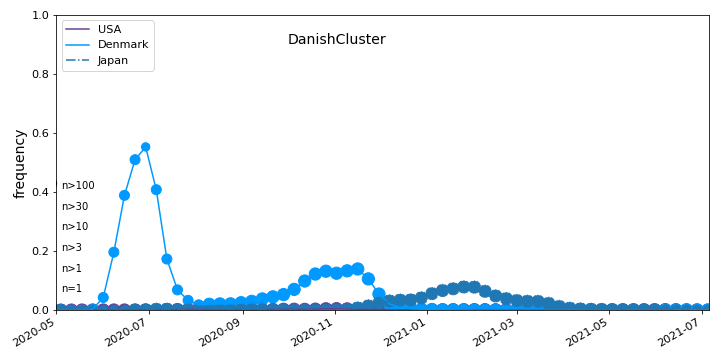 DanishCluster
USA
Denmark
Japan
frequency
1.0
0.8
0.6
0.4
0.2
0.0
n>100
n>30
n>10
n>3
n>1
n=1
2020-05
2020-07
2020-09
2020-11
2021-01
2021-03
2021-05
2021-07